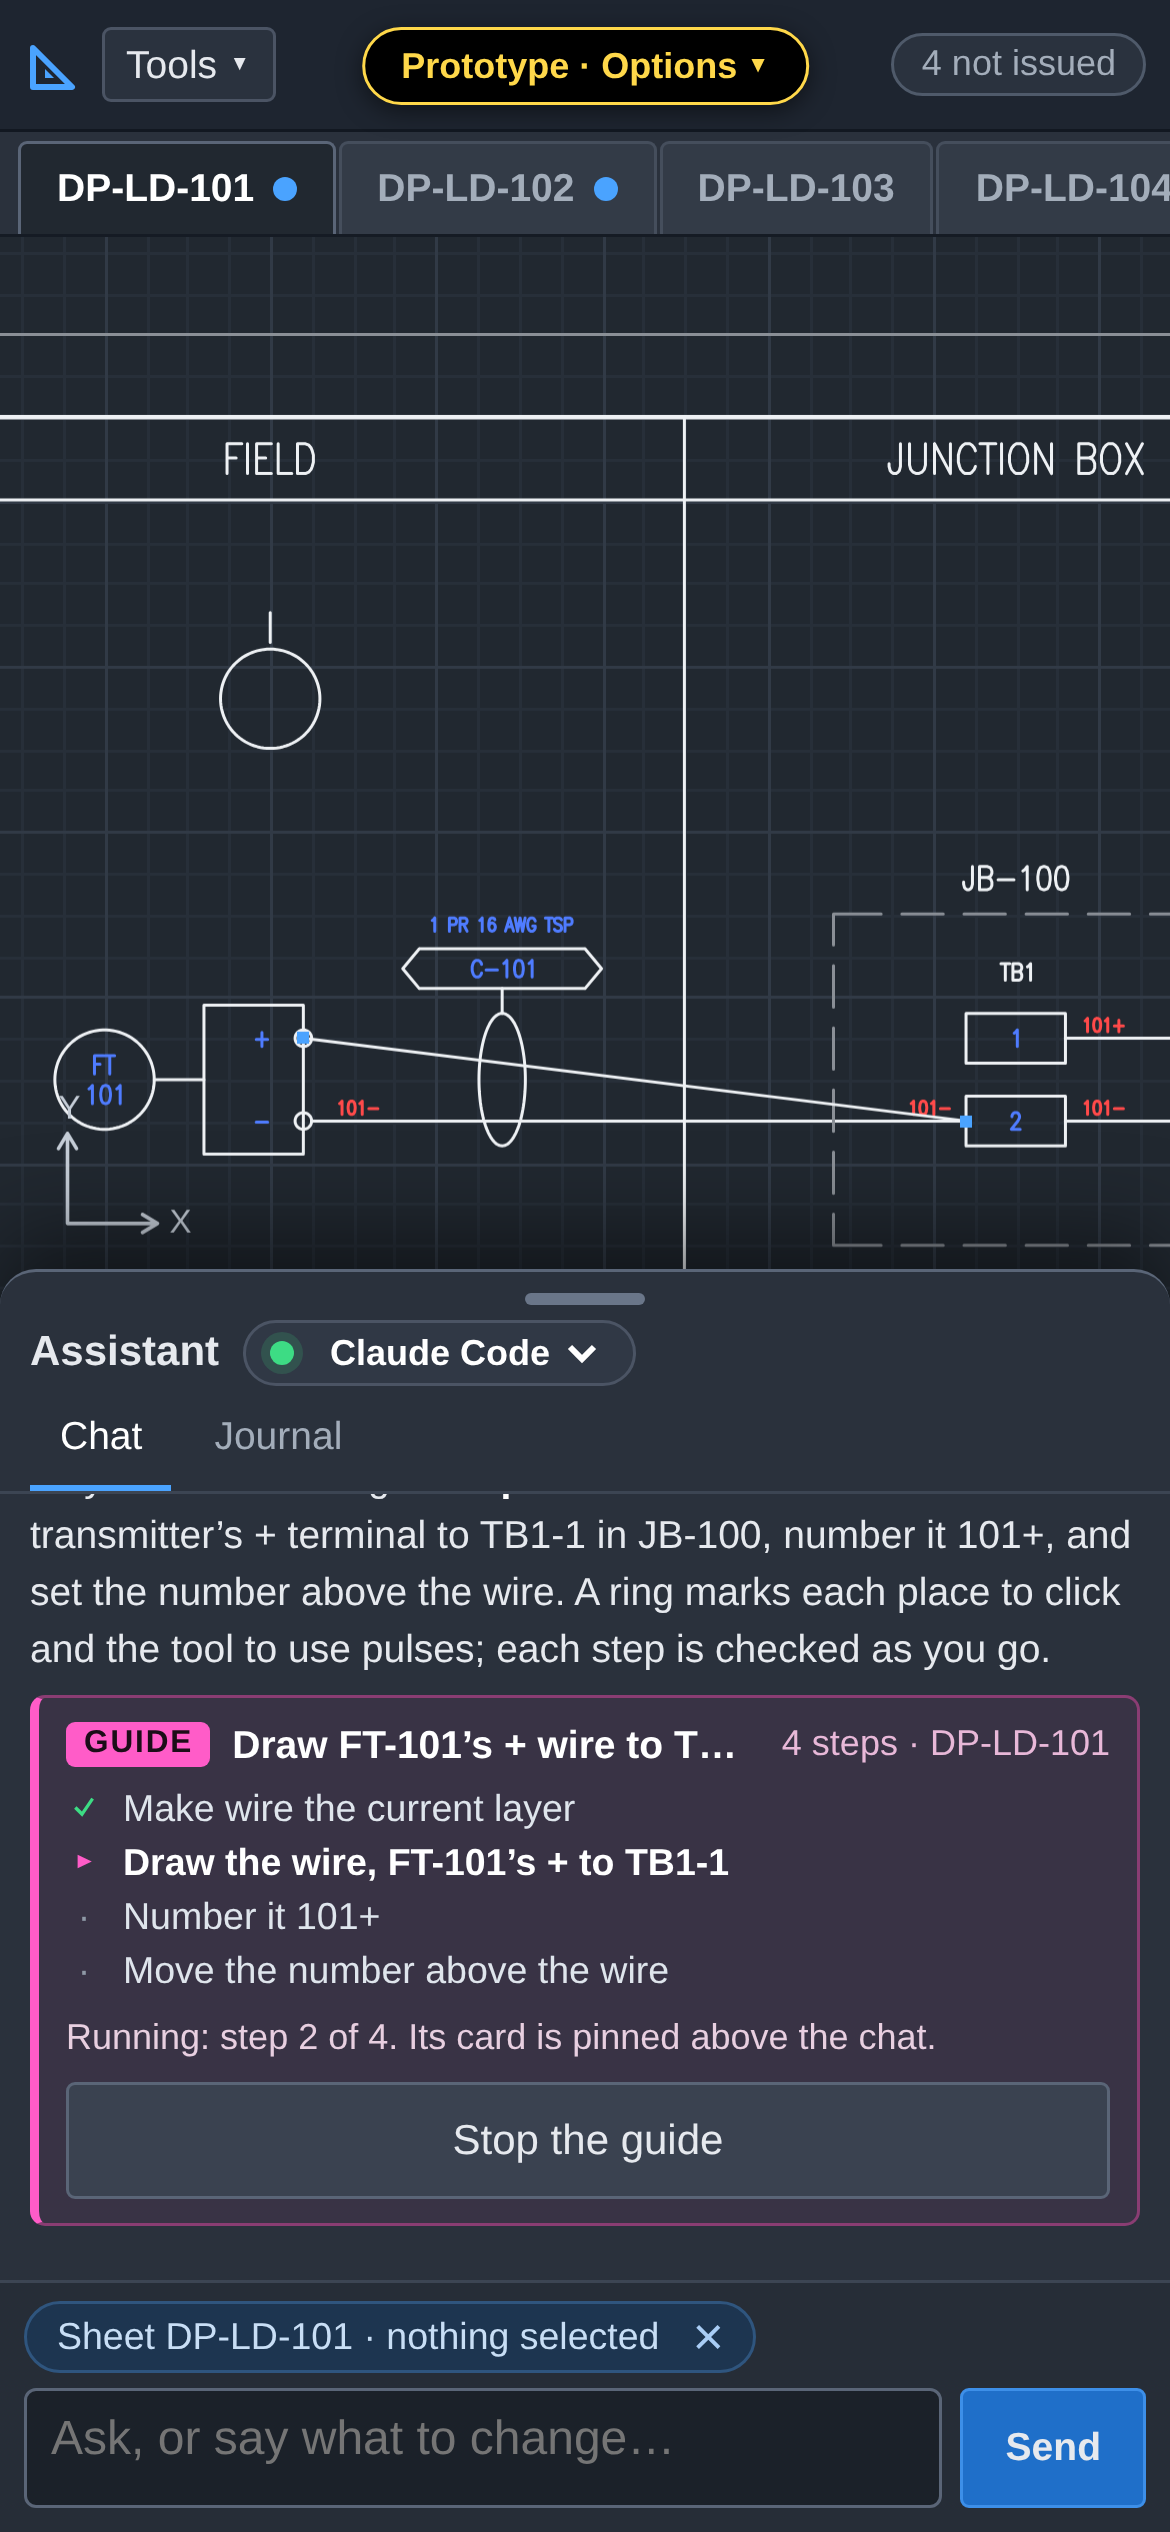 Tools ▼
Prototype · Options ▼
4 not issued
DP-LD-101
DP-LD-102
DP-LD-103
DP-LD-104
FIELD
JUNCTION BOX
JB-100
1 PR 16 AWG TSP
C-101
TB1
1
101+
FT
101
+
−
101−
101−
2
101−
Y
X
Assistant
Claude Code
Chat
Journal
transmitter’s + terminal to TB1-1 in JB-100, number it 101+, and
set the number above the wire. A ring marks each place to click
and the tool to use pulses; each step is checked as you go.
GUIDE
Draw FT-101’s + wire to T…
4 steps · DP-LD-101
Make wire the current layer
Draw the wire, FT-101’s + to TB1-1
Number it 101+
Move the number above the wire
Running: step 2 of 4. Its card is pinned above the chat.
Stop the guide
Sheet DP-LD-101 · nothing selected ✕
Ask, or say what to change…
Send